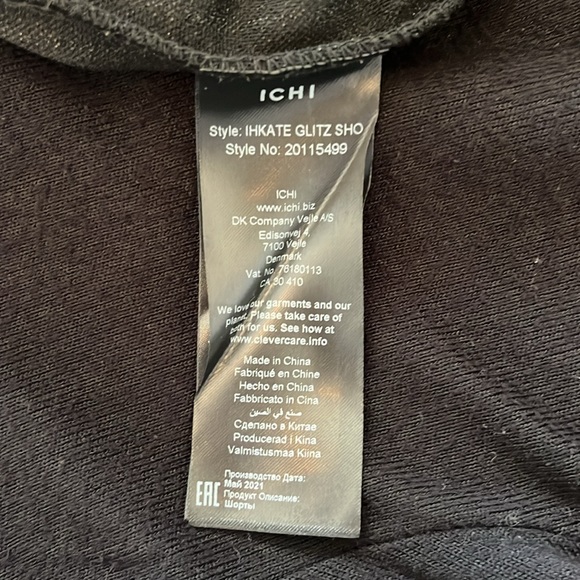 ICHI
Style: IHKATE GLITZ SHO
Style No: 20115499
ICHI
www.ichi.biz
DK Company Vejle A/S
Edisonvej 4,
7100 Vejle
Denmark
Vat. No. 76180113
CA 30 410
We love our garments and our
planet. Please take care of
both for us. See how at
www.clevercare.info
Made in China
Fabriqué en Chine
Hecho en China
Fabbricato in Cina
صنع في الصين
Сделано в Китае
Producerad i Kina
Valmistusmaa Kiina
Производство Дата:
Май 2021
EAC
Продукт Описание:
Шорты